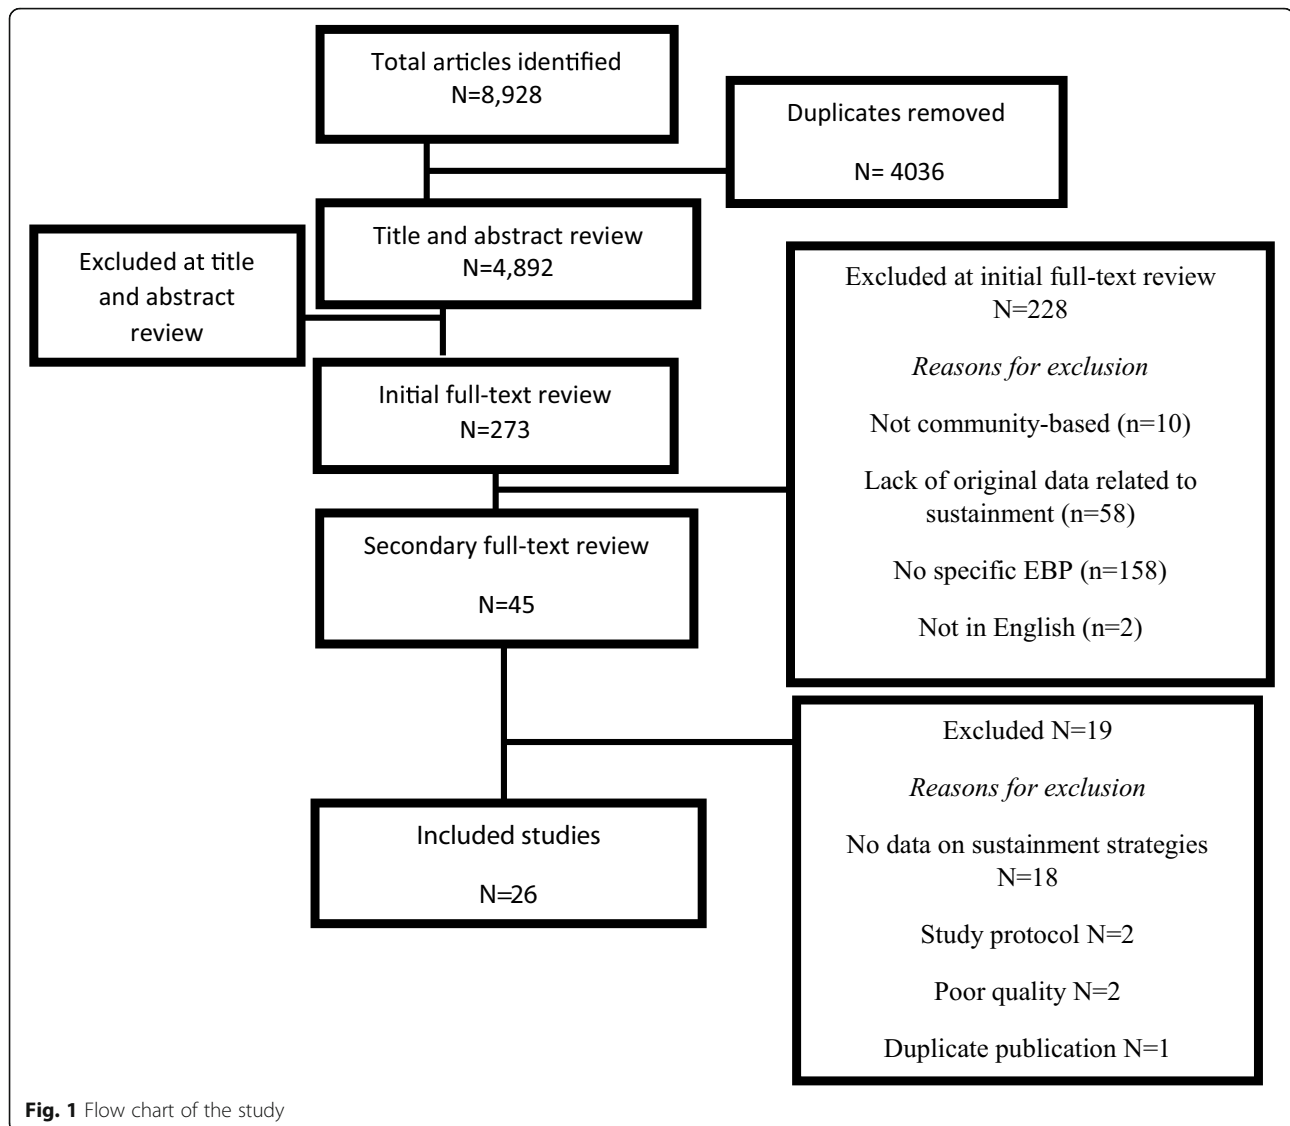 Total articles identified
N=8,928
Duplicates removed
N= 4036
Title and abstract review
N=4,892
Excluded at title
and abstract
review
Initial full-text review
N=273
Excluded at initial full-text review
N=228
Reasons for exclusion
Not community-based (n=10)
Lack of original data related to
sustainment (n=58)
No specific EBP (n=158)
Not in English (n=2)
Secondary full-text review
N=45
Excluded N=19
Reasons for exclusion
No data on sustainment strategies
N=18
Study protocol N=2
Poor quality N=2
Duplicate publication N=1
Included studies
N=26
Fig. 1 Flow chart of the study